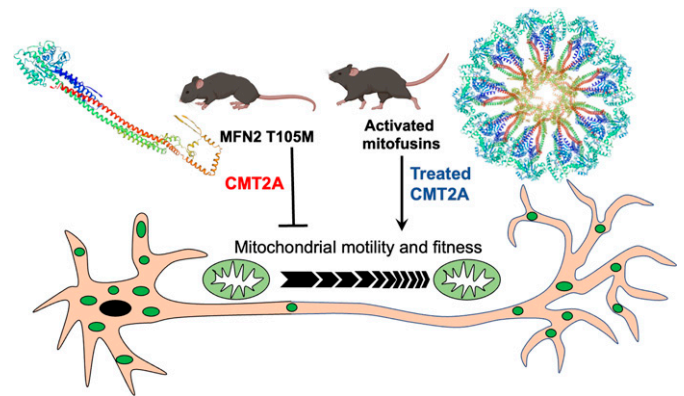 MFN2 T105M
Activated
mitofusins
CMT2A
Treated
CMT2A
Mitochondrial motility and fitness